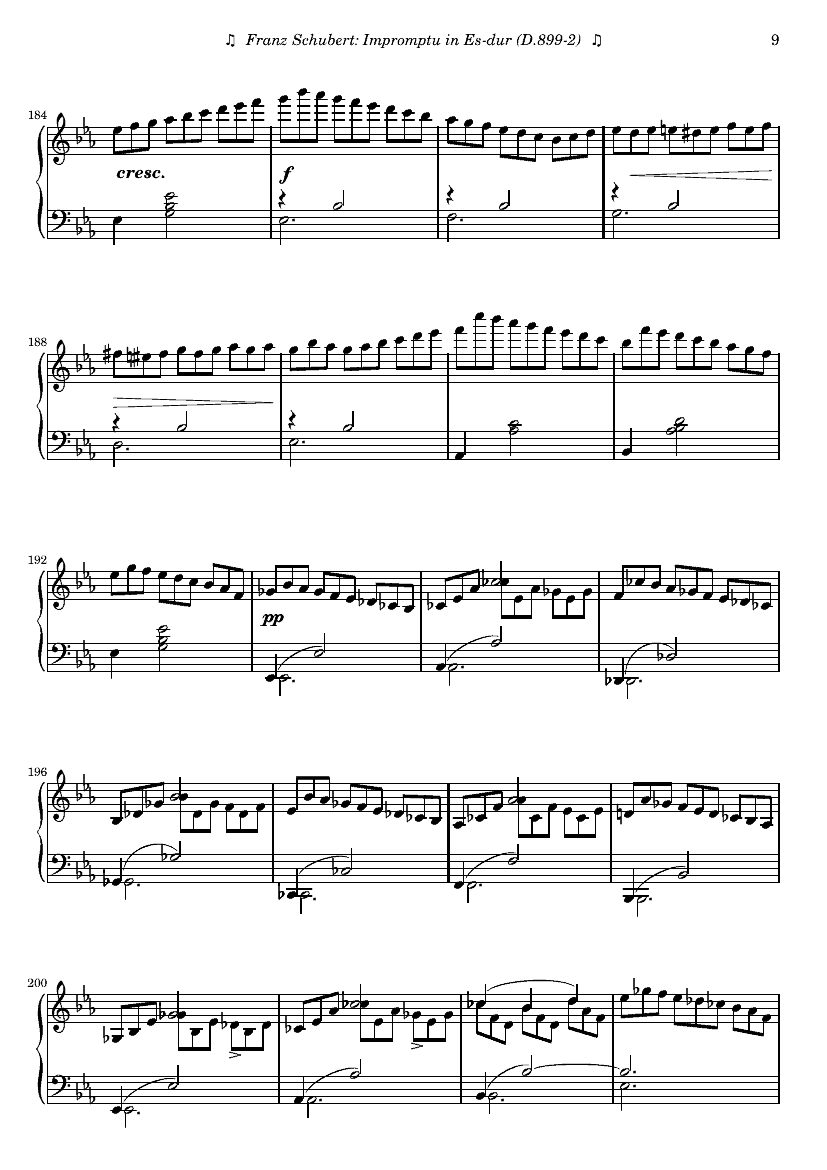 ♫ Franz Schubert: Impromptu in Es-dur (D.899-2) ♫ 9
184
cresc. f
188
192
pp
196
200